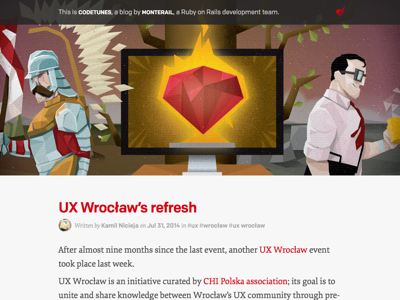 This is CODETUNES, a blog by MONTERAIL, a Ruby on Rails development team.
UX Wrocław's refresh
Written by Kamil Nicieja on Jul 31, 2014 in #ux #wrocław #ux wrocław
After almost nine months since the last event, another UX Wrocław event
took place last week.
UX Wrocław is an initiative curated by CHI Polska association; its goal is to
unite and share knowledge between Wrocław's UX community through pre-